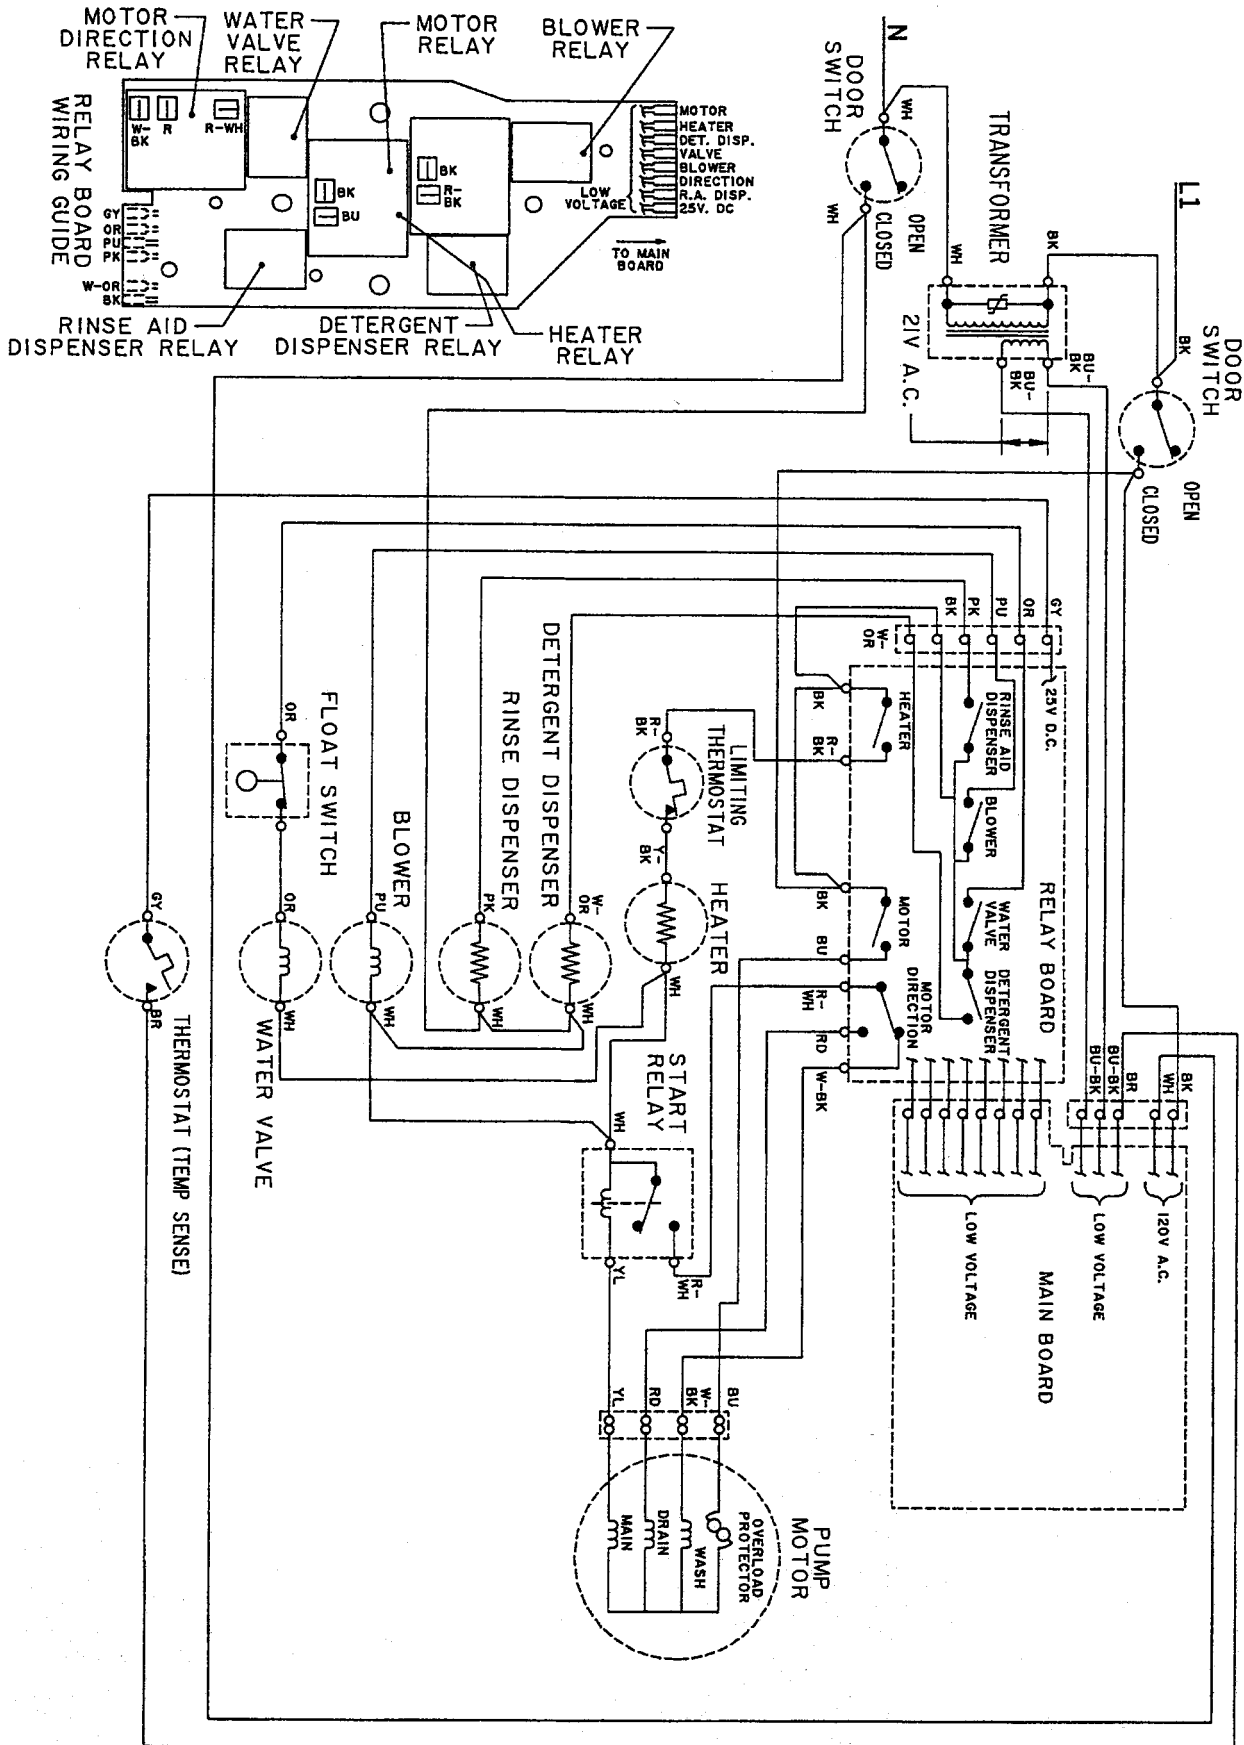 MOTOR
DIRECTION
RELAY
WATER
VALVE
RELAY
MOTOR
RELAY
BLOWER
RELAY
RELAY BOARD
WIRING GUIDE
W-
BK
R
R-WH
BK
BU
BK
R-
BK
MOTOR
HEATER
DET. DISP.
VALVE
BLOWER
DIRECTION
R.A. DISP.
25V. DC
LOW
VOLTAGE
TO MAIN
BOARD
GY
OR
PU
PK
W-OR
BK
RINSE AID
DISPENSER RELAY
DETERGENT
DISPENSER RELAY
HEATER
RELAY
N
DOOR
SWITCH
WH
OPEN
CLOSED
WH
TRANSFORMER
WH
BK
21V A.C.
BU-
BK
BU-
BK
L1
BK
DOOR
SWITCH
OPEN
CLOSED
GY
OR
PU
PK
BK
W-
OR
25V D.C.
RINSE AID
DISPENSER
BLOWER
WATER
VALVE
DETERGENT
DISPENSER
RELAY BOARD
HEATER
BK
R-
BK
MOTOR
BK
BU
MOTOR
DIRECTION
R-
WH
RD
W-BK
FLOAT SWITCH
OR
OR
WATER VALVE
WH
BLOWER
PU
WH
RINSE DISPENSER
PK
WH
DETERGENT DISPENSER
W-
OR
WH
LIMITING
THERMOSTAT
R-
BK
Y-
BK
HEATER
WH
GY
BR
THERMOSTAT (TEMP SENSE)
START
RELAY
WH
YL
R-
WH
BK
WH
BR
BU-BK
BU-BK
120V A.C.
LOW VOLTAGE
LOW VOLTAGE
MAIN BOARD
BU
W-
BK
RD
YL
OVERLOAD
PROTECTOR
WASH
DRAIN
MAIN
PUMP
MOTOR